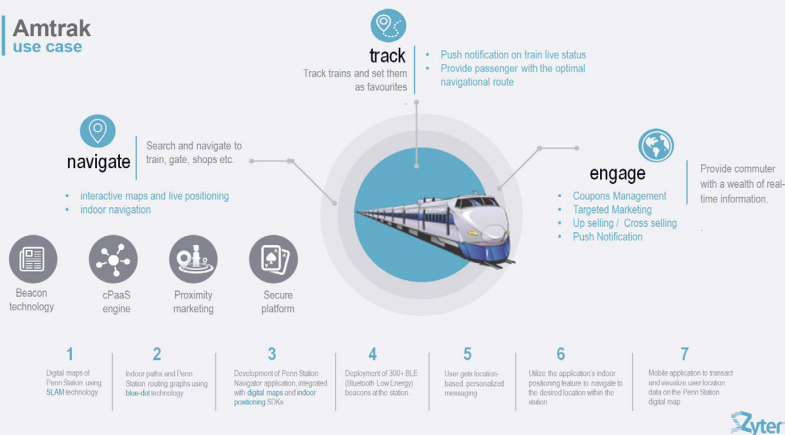 Amtrak
use case
track
Track trains and set them
as favourites
• Push notification on train live status
• Provide passenger with the optimal
navigational route
navigate
Search and navigate to
train, gate, shops etc.
• interactive maps and live positioning
• indoor navigation
engage
Provide commuter
with a wealth of real-
time information.
• Coupons Management
• Targeted Marketing
• Up selling / Cross selling
• Push Notification
Beacon
technology
cPaaS
engine
Proximity
marketing
Secure
platform
1
Digital maps of
Penn Station using
SLAM technology
2
Indoor paths and Penn
Station routing graphs using
blue-dot technology
3
Development of Penn Station
Navigator application, integrated
with digital maps and indoor
positioning SDKs
4
Deployment of 300+ BLE
(Bluetooth Low Energy)
beacons atthe station
5
User gets location-
based personalized
messaging
6
Utilize the application's indoor
positioning feature to navigate to
the desired location within the
station
7
Mobile application to transact
and visualize user location
data on the Penn Station
digital map
Zyter